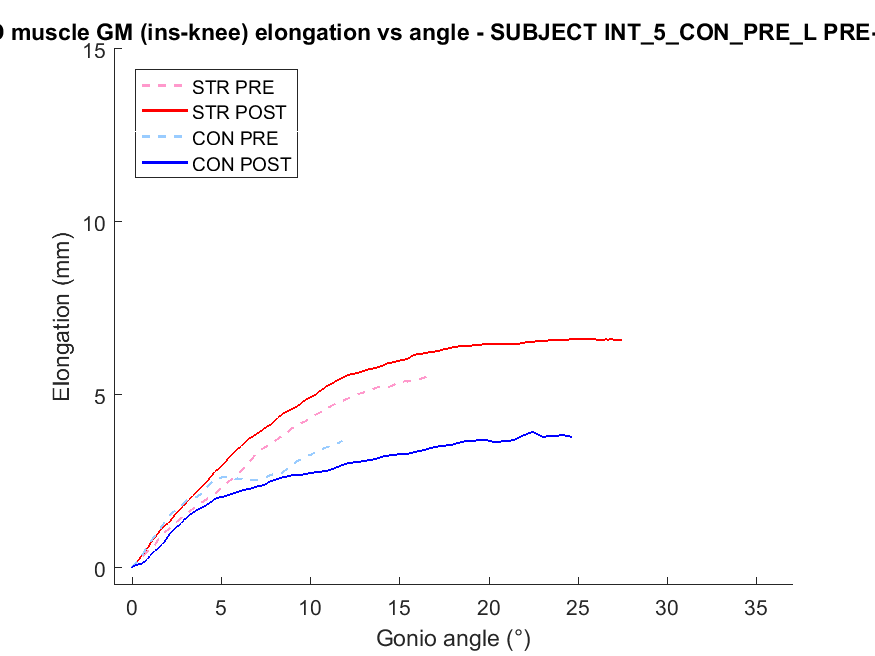 muscle GM (ins-knee) elongation vs angle - SUBJECT INT_5_CON_PRE_L PRE-
15
STR PRE
STR POST
CON PRE
CON POST
10
Elongation (mm)
5
0
0 5 10 15 20 25 30 35
Gonio angle (°)